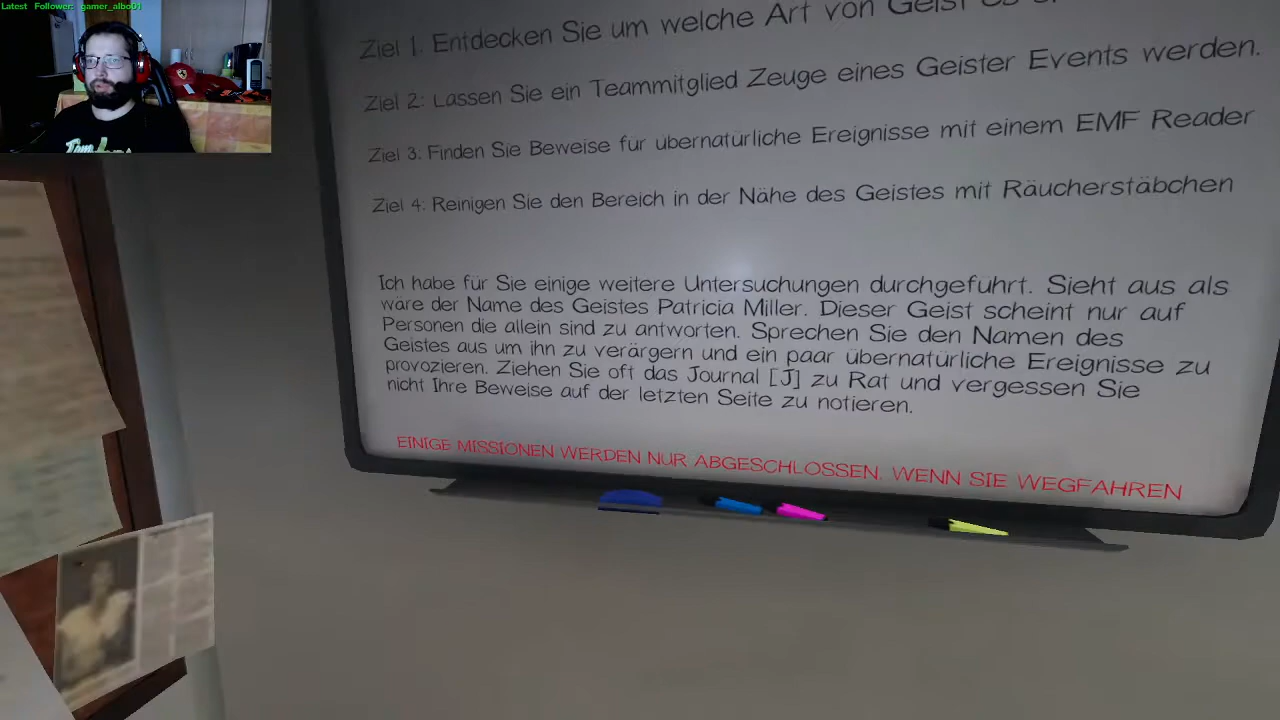 Latest Follower: gamer_albo01
Ziel 1. Entdecken Sie um welche Art von Geist es
Ziel 2: Lassen Sie ein Teammitglied Zeuge eines Geister Events werden.
Ziel 3. Finden Sie Beweise für übernatürliche Ereignisse mit einem EMF Reader
Ziel 4: Reinigen Sie den Bereich in der Nähe des Geistes mit Räucherstäbchen
Ich habe für Sie einige weitere Untersuchungen durchgeführt. Sieht aus als
wäre der Name des Geistes Patricia Miller. Dieser Geist scheint nur auf
Personen die allein sind zu antworten. Sprechen Sie den Namen des
Geistes aus um ihn zu verärgern und ein paar übernatürliche Ereignisse zu
provozieren. Ziehen Sie oft das Journal [J] zu Rat und vergessen Sie
nicht Ihre Beweise auf der letzten Seite zu notieren.
EINIGE MISSIONEN WERDEN NUR ABGESCHLOSSEN, WENN SIE WEGFAHREN